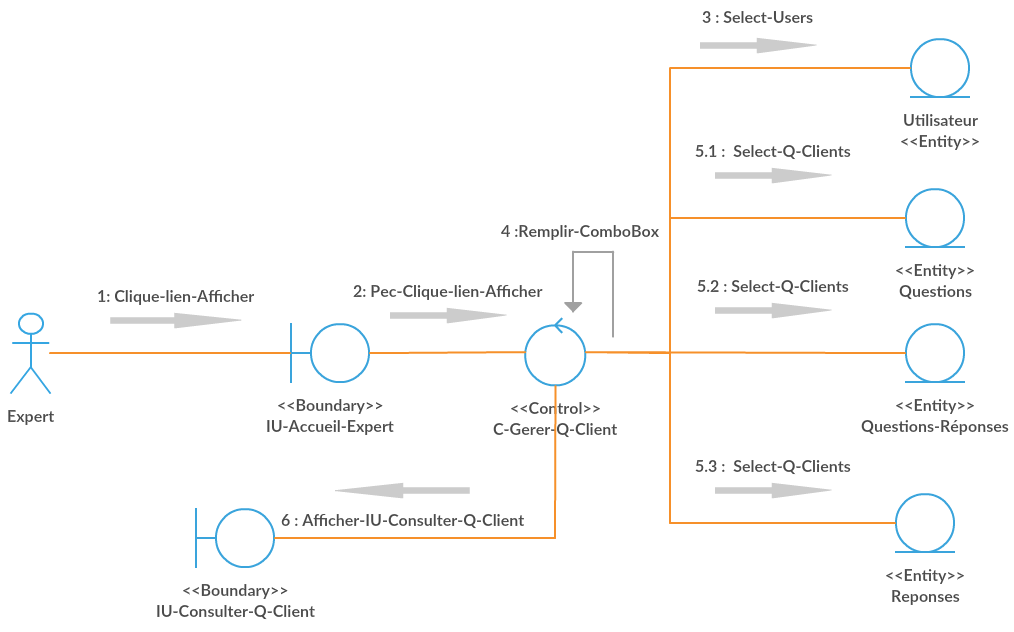 3 : Select-Users
Utilisateur
<<Entity>>
5.1 : Select-Q-Clients
<<Entity>>
Questions
4 :Remplir-ComboBox
5.2 : Select-Q-Clients
1: Clique-lien-Afficher
2: Pec-Clique-lien-Afficher
Expert
<<Boundary>>
IU-Accueil-Expert
<<Control>>
C-Gerer-Q-Client
<<Entity>>
Questions-Réponses
5.3 : Select-Q-Clients
6 : Afficher-IU-Consulter-Q-Client
<<Entity>>
Reponses
<<Boundary>>
IU-Consulter-Q-Client